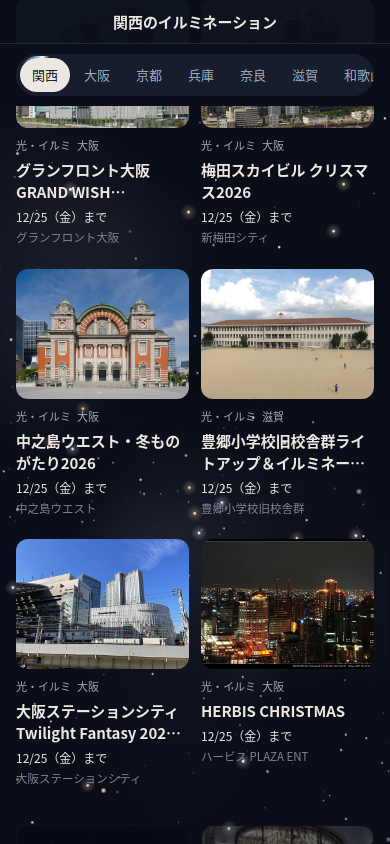 関西のイルミネーション
関西 大阪 京都 兵庫 奈良 滋賀 和歌
光・イルミ 大阪
グランフロント大阪
GRAND WISH…
12/25（金）まで
グランフロント大阪
光・イルミ 大阪
梅田スカイビル クリスマ
ス2026
12/25（金）まで
新梅田シティ
光・イルミ 大阪
中之島ウエスト・冬もの
がたり2026
12/25（金）まで
中之島ウエスト
光・イルミ 滋賀
豊郷小学校旧校舎群ライ
トアップ＆イルミネー…
12/25（金）まで
豊郷小学校旧校舎群
光・イルミ 大阪
大阪ステーションシティ
Twilight Fantasy 202…
12/25（金）まで
大阪ステーションシティ
光・イルミ 大阪
HERBIS CHRISTMAS
12/25（金）まで
ハービス PLAZA ENT